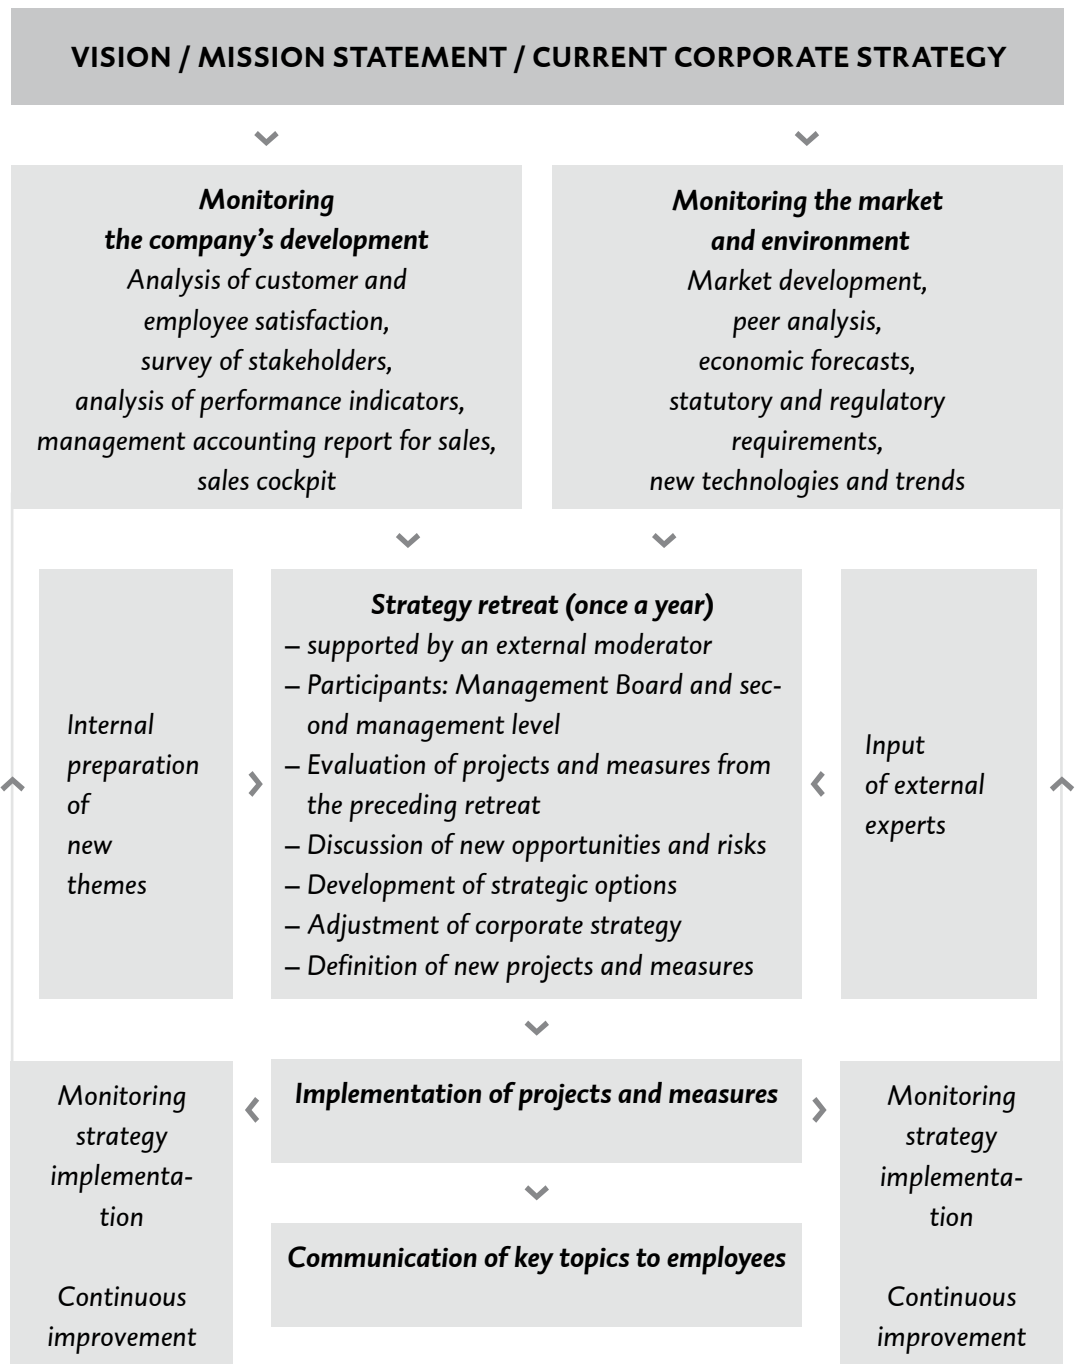 VISION / MISSION STATEMENT / CURRENT CORPORATE STRATEGY
Monitoring
the company’s development
Analysis of customer and
employee satisfaction,
survey of stakeholders,
analysis of performance indicators,
management accounting report for sales,
sales cockpit
Monitoring the market
and environment
Market development,
peer analysis,
economic forecasts,
statutory and regulatory
requirements,
new technologies and trends
Internal
preparation
of
new
themes
Strategy retreat (once a year)
– supported by an external moderator
– Participants: Management Board and sec-
ond management level
– Evaluation of projects and measures from
the preceding retreat
– Discussion of new opportunities and risks
– Development of strategic options
– Adjustment of corporate strategy
– Definition of new projects and measures
Input
of external
experts
Monitoring
strategy
implementa-
tion
Continuous
improvement
Implementation of projects and measures
Communication of key topics to employees
Monitoring
strategy
implementa-
tion
Continuous
improvement